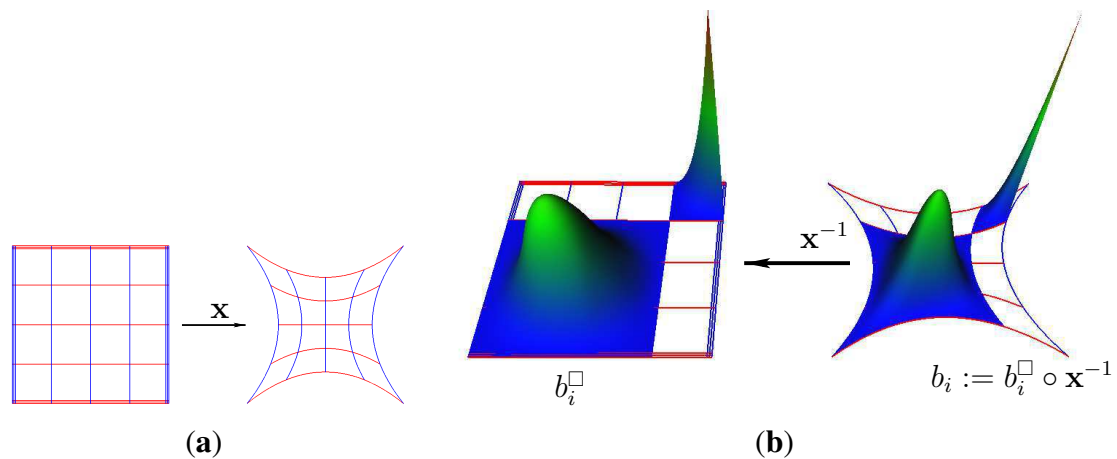 x
x⁻¹
b_i^□
b_i := b_i^□ ∘ x⁻¹
(a)
(b)